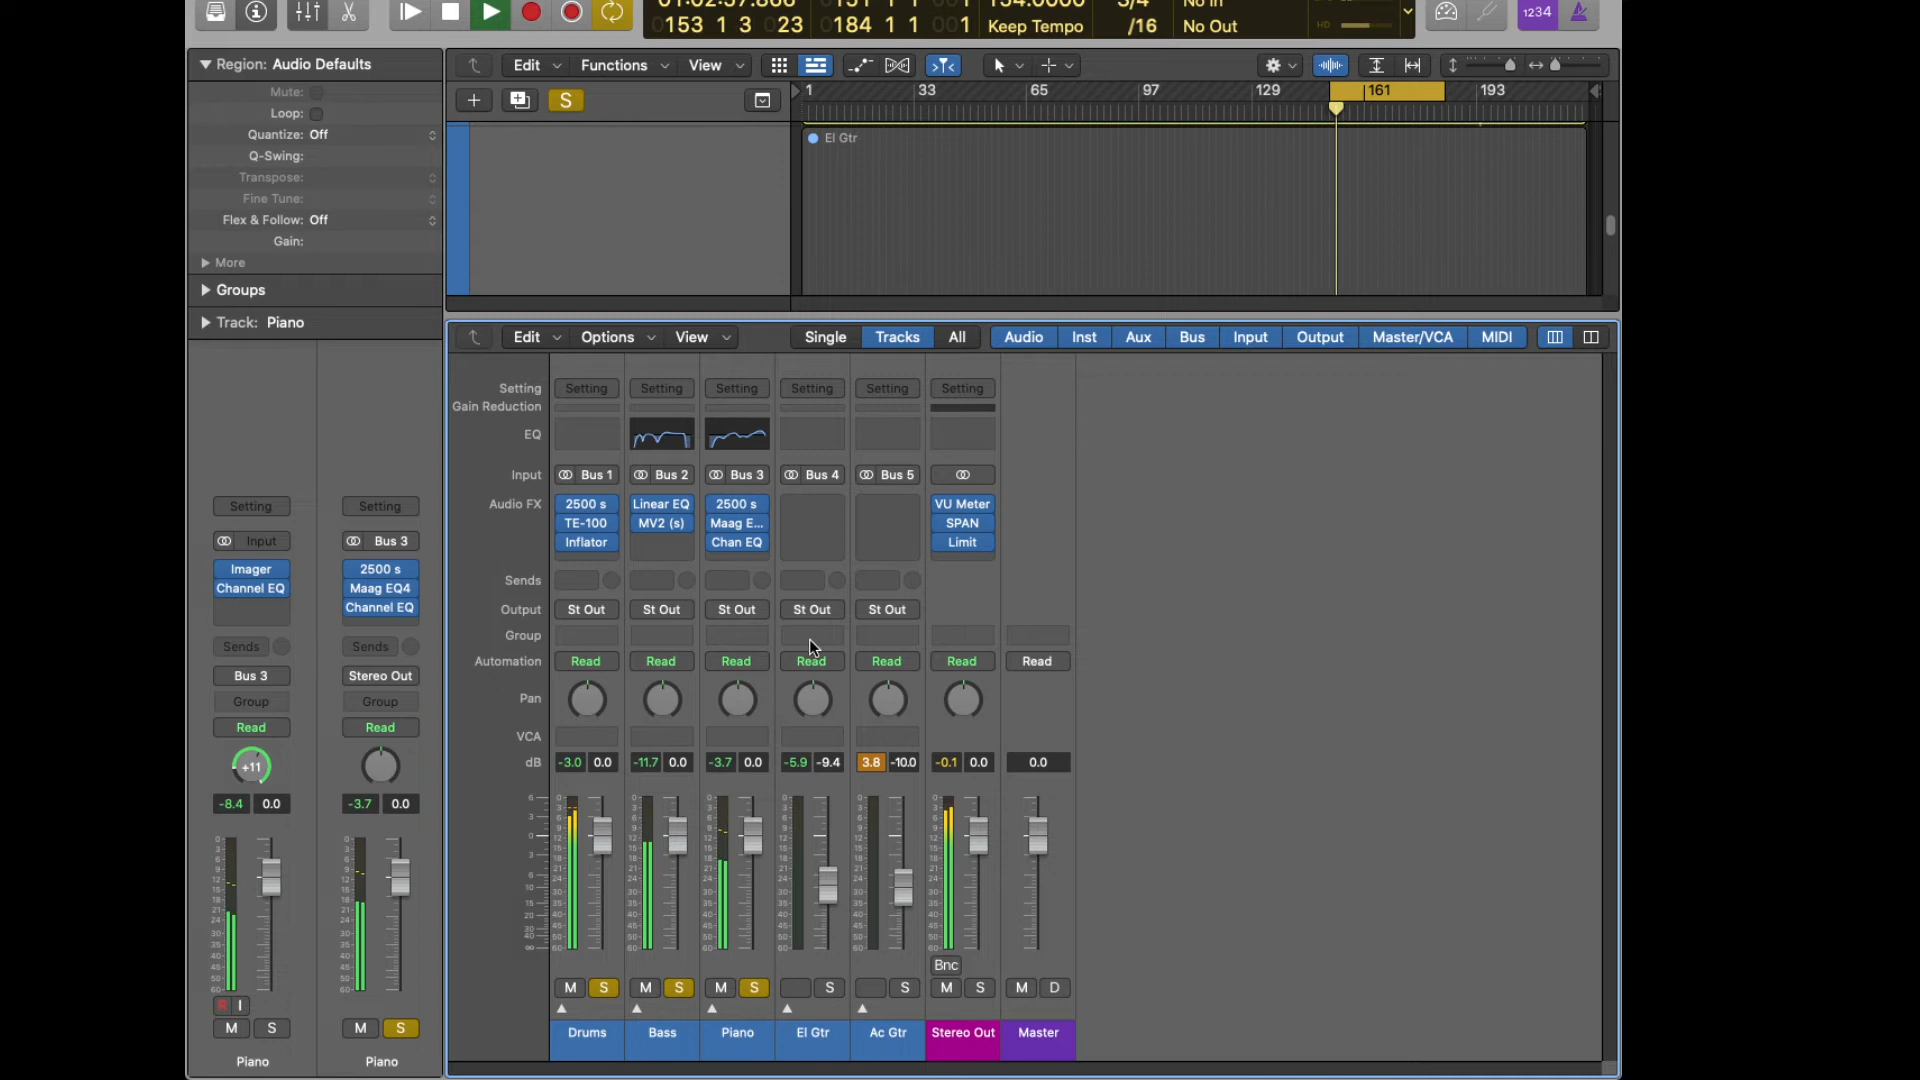 01:02:57.866 151 1 1 001 154.0000 3/4 No In
153 1 3 023 184 1 1 001 Keep Tempo /16 No Out HD 1234
Region: Audio Defaults
Mute:
Loop:
Quantize: Off
Q-Swing:
Transpose:
Fine Tune:
Flex & Follow: Off
Gain:
More
Groups
Track: Piano
Edit Functions View
S 1 33 65 97 129 161 193
El Gtr
Edit Options View Single Tracks All Audio Inst Aux Bus Input Output Master/VCA MIDI
Setting Setting Setting Setting Setting Setting Setting
Gain Reduction
EQ
Input Bus 1 Bus 2 Bus 3 Bus 4 Bus 5
Audio FX 2500 s Linear EQ 2500 s VU Meter
TE-100 MV2 (s) Maag E... SPAN
Inflator Chan EQ Limit
Sends
Output St Out St Out St Out St Out St Out
Group
Automation Read Read Read Read Read Read Read
Pan
VCA
dB -3.0 0.0 -11.7 0.0 -3.7 0.0 -5.9 -9.4 3.8 -10.0 -0.1 0.0 0.0
Bnc
M S M S M S S S M S M D
Drums Bass Piano El Gtr Ac Gtr Stereo Out Master
Setting Setting
Input Bus 3
Imager 2500 s
Channel EQ Maag EQ4
Channel EQ
Sends Sends
Bus 3 Stereo Out
Group Group
Read Read
+11
-8.4 0.0 -3.7 0.0
R I
M S M S
Piano Piano